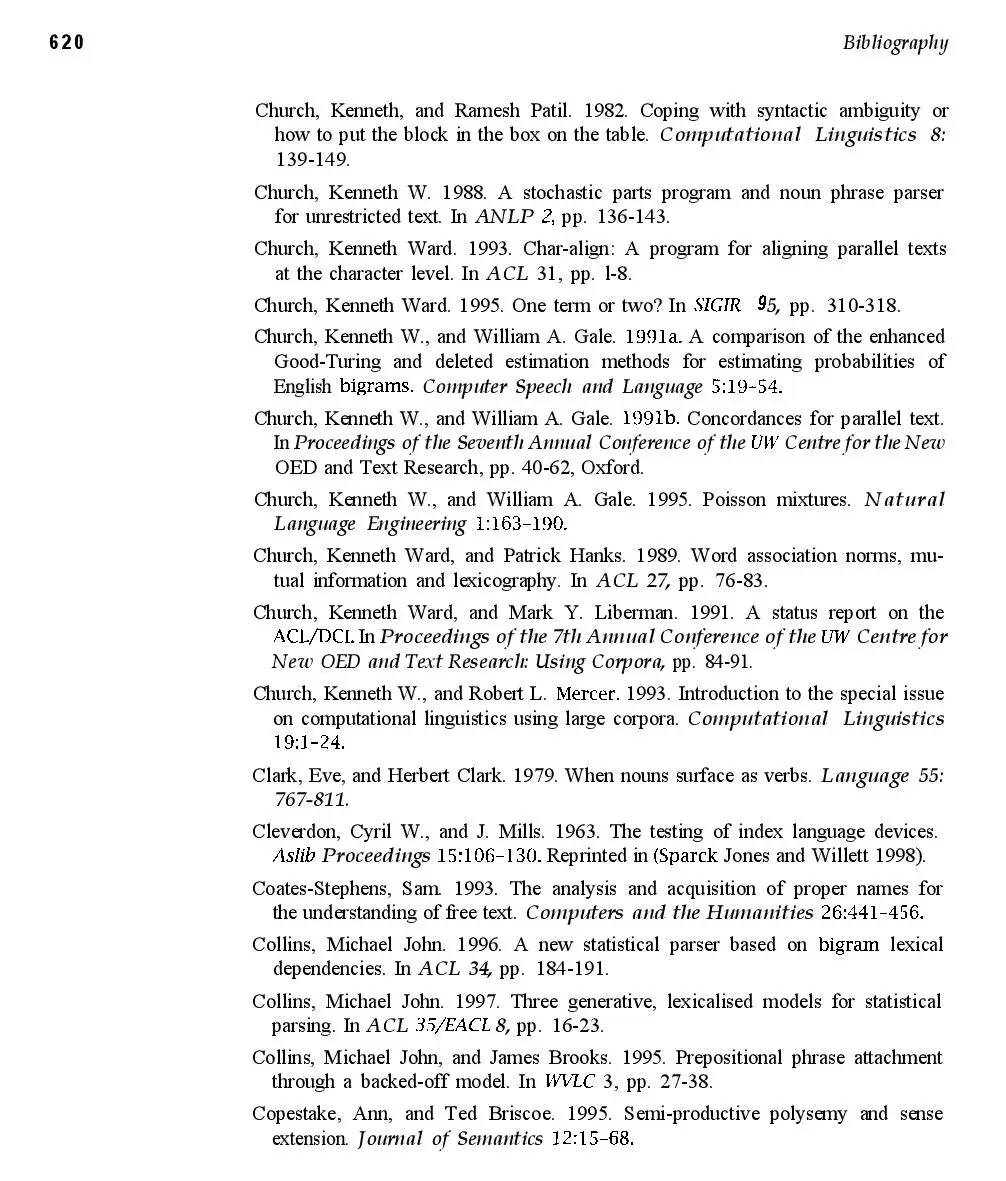 620
Bibliography
Church, Kenneth, and Ramesh Patil. 1982. Coping with syntactic ambiguity or
how to put the block in the box on the table. Computational Linguistics 8:
139-149.
Church, Kenneth W. 1988. A stochastic parts program and noun phrase parser
for unrestricted text. In ANLP 2, pp. 136-143.
Church, Kenneth Ward. 1993. Char-align: A program for aligning parallel texts
at the character level. In ACL 31, pp. l-8.
Church, Kenneth Ward. 1995. One term or two? In SIGIR 95, pp. 310-318.
Church, Kenneth W., and William A. Gale. 1991a. A comparison of the enhanced
Good-Turing and deleted estimation methods for estimating probabilities of
English bigrams. Computer Speech and Language 5:19-54.
Church, Kenneth W., and William A. Gale. 1991b. Concordances for parallel text.
In Proceedings of the Seventh Annual Conference of the UW Centre for the New
OED and Text Research, pp. 40-62, Oxford.
Church, Kenneth W., and William A. Gale. 1995. Poisson mixtures. Natural
Language Engineering 1:163-190.
Church, Kenneth Ward, and Patrick Hanks. 1989. Word association norms, mu-
tual information and lexicography. In ACL 27, pp. 76-83.
Church, Kenneth Ward, and Mark Y. Liberman. 1991. A status report on the
ACL/DCI. In Proceedings of the 7th Annual Conference of the UW Centre for
New OED and Text Research: Using Corpora, pp. 84-91.
Church, Kenneth W., and Robert L. Mercer. 1993. Introduction to the special issue
on computational linguistics using large corpora. Computational Linguistics
19:1-24.
Clark, Eve, and Herbert Clark. 1979. When nouns surface as verbs. Language 55:
767-811.
Cleverdon, Cyril W., and J. Mills. 1963. The testing of index language devices.
Aslib Proceedings 15:106-130. Reprinted in (Sparck Jones and Willett 1998).
Coates-Stephens, Sam. 1993. The analysis and acquisition of proper names for
the understanding of free text. Computers and the Humanities 26:441-456.
Collins, Michael John. 1996. A new statistical parser based on bigram lexical
dependencies. In ACL 34, pp. 184-191.
Collins, Michael John. 1997. Three generative, lexicalised models for statistical
parsing. In ACL 35/EACL 8, pp. 16-23.
Collins, Michael John, and James Brooks. 1995. Prepositional phrase attachment
through a backed-off model. In WVLC 3, pp. 27-38.
Copestake, Ann, and Ted Briscoe. 1995. Semi-productive polysemy and sense
extension. Journal of Semantics 12:15-68.